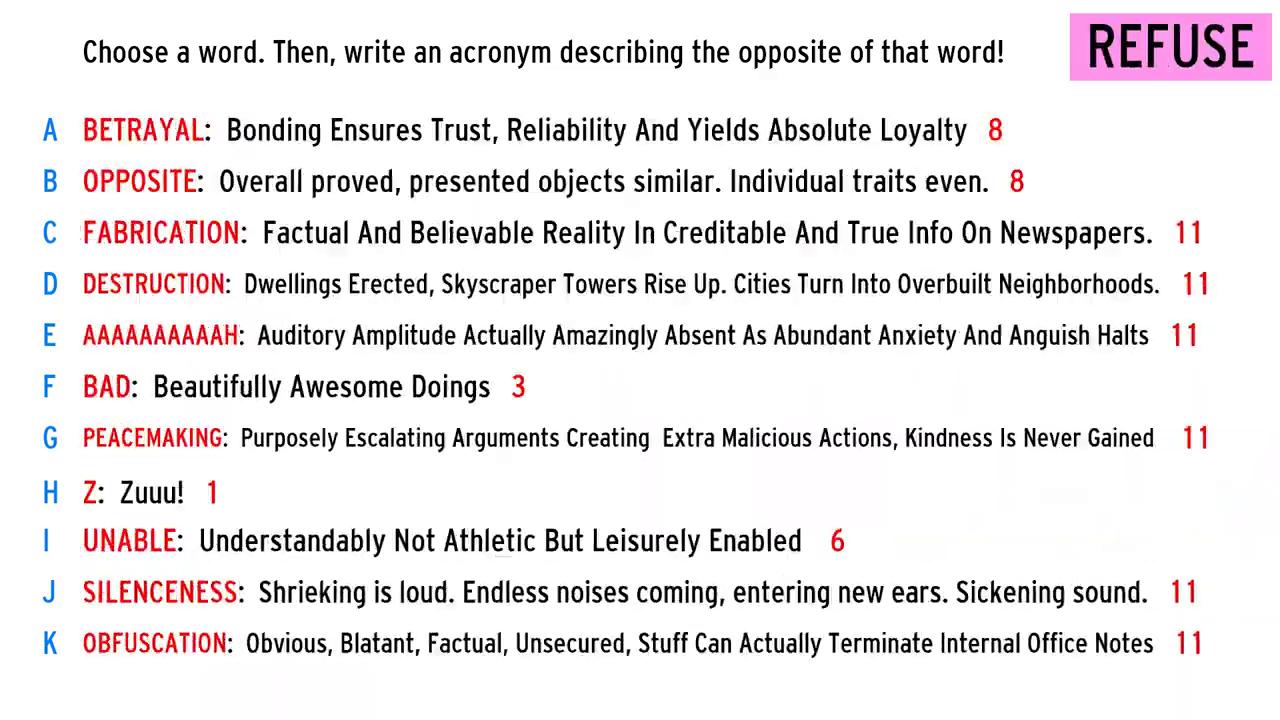 Choose a word. Then, write an acronym describing the opposite of that word!
REFUSE
A BETRAYAL: Bonding Ensures Trust, Reliability And Yields Absolute Loyalty 8
B OPPOSITE: Overall proved, presented objects similar. Individual traits even. 8
C FABRICATION: Factual And Believable Reality In Creditable And True Info On Newspapers. 11
D DESTRUCTION: Dwellings Erected, Skyscraper Towers Rise Up. Cities Turn Into Overbuilt Neighborhoods. 11
E AAAAAAAAAAH: Auditory Amplitude Actually Amazingly Absent As Abundant Anxiety And Anguish Halts 11
F BAD: Beautifully Awesome Doings 3
G PEACEMAKING: Purposely Escalating Arguments Creating Extra Malicious Actions, Kindness Is Never Gained 11
H Z: Zuuu! 1
I UNABLE: Understandably Not Athletic But Leisurely Enabled 6
J SILENCENESS: Shrieking is loud. Endless noises coming, entering new ears. Sickening sound. 11
K OBFUSCATION: Obvious, Blatant, Factual, Unsecured, Stuff Can Actually Terminate Internal Office Notes 11